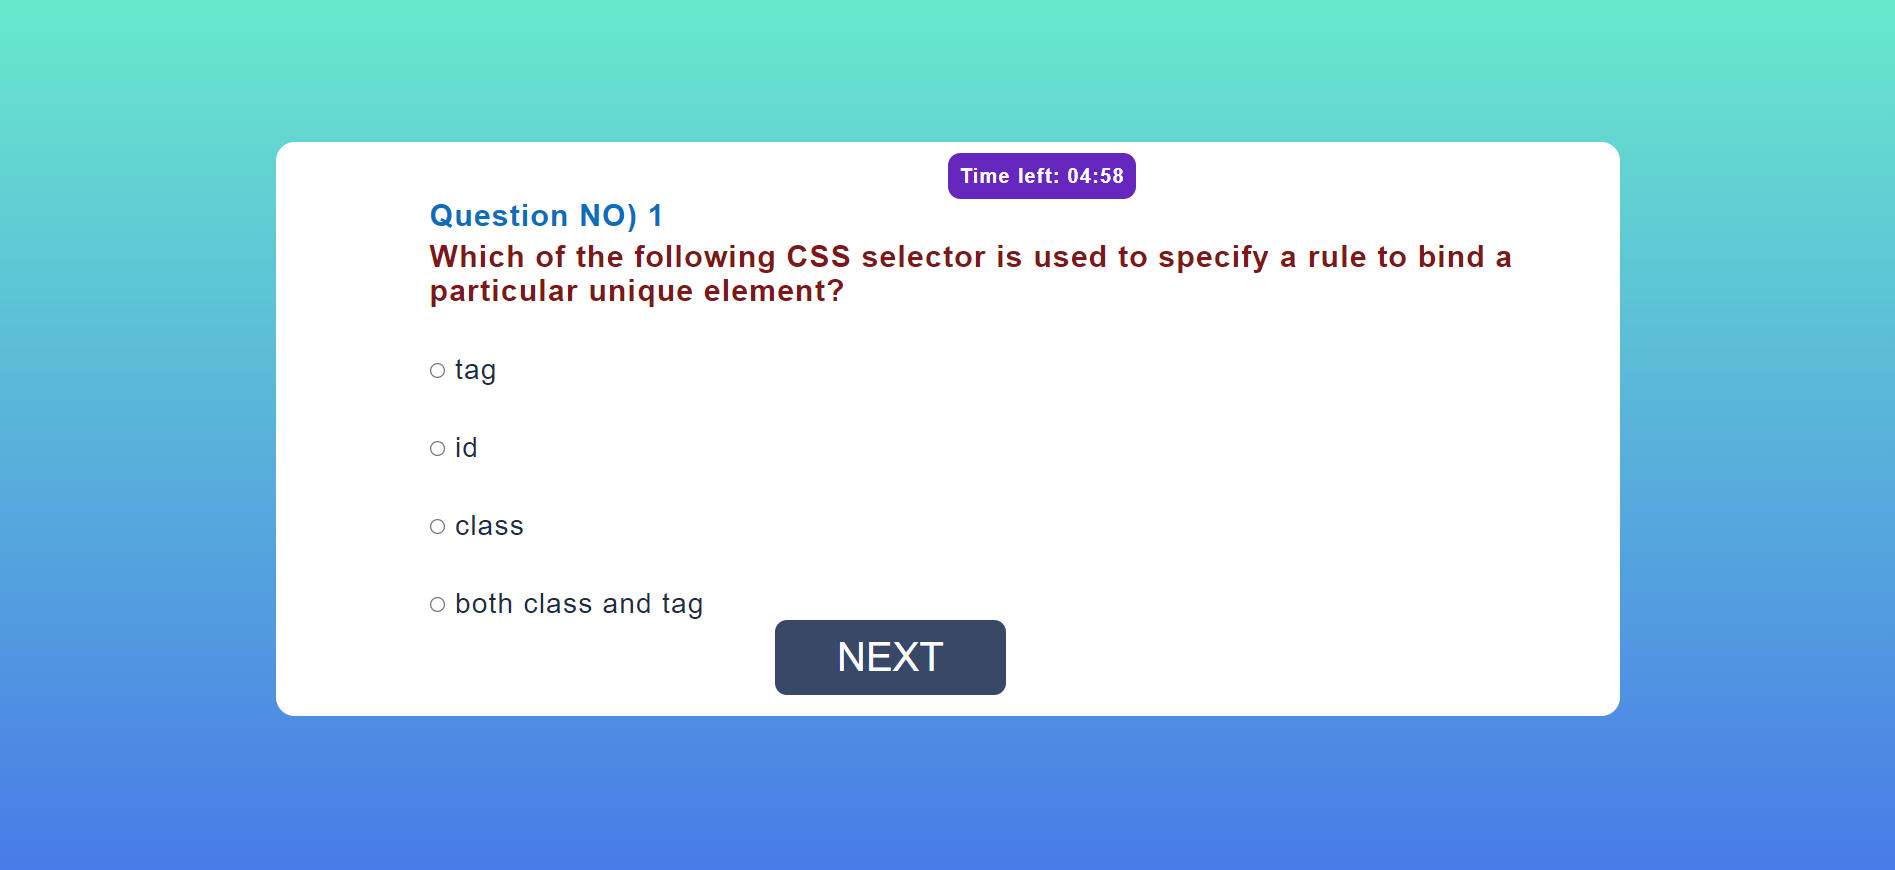 Time left: 04:58
Question NO) 1
Which of the following CSS selector is used to specify a rule to bind a
particular unique element?
tag
id
class
both class and tag
NEXT